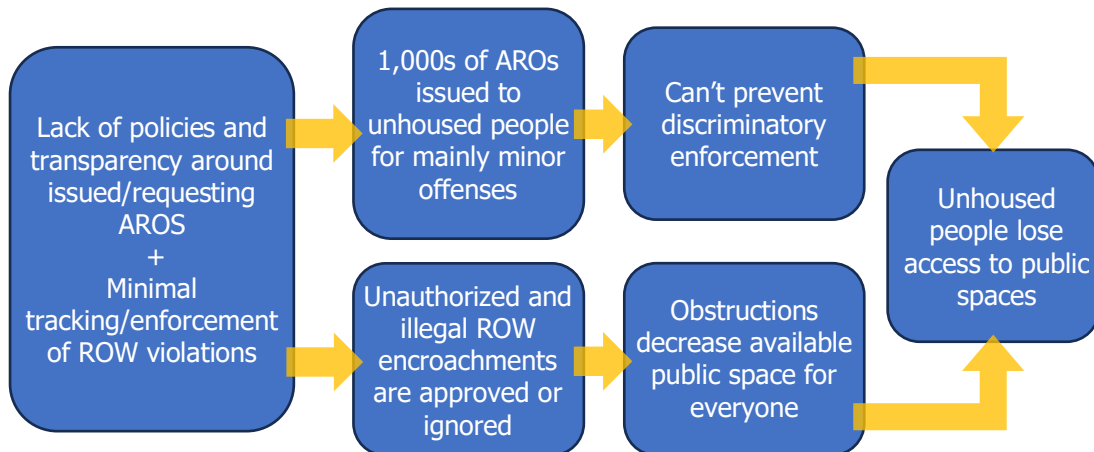 Lack of policies and
transparency around
issued/requesting
AROS
+
Minimal
tracking/enforcement
of ROW violations
1,000s of AROs
issued to
unhoused people
for mainly minor
offenses
Can’t prevent
discriminatory
enforcement
Unauthorized and
illegal ROW
encroachments
are approved or
ignored
Obstructions
decrease available
public space for
everyone
Unhoused
people lose
access to public
spaces